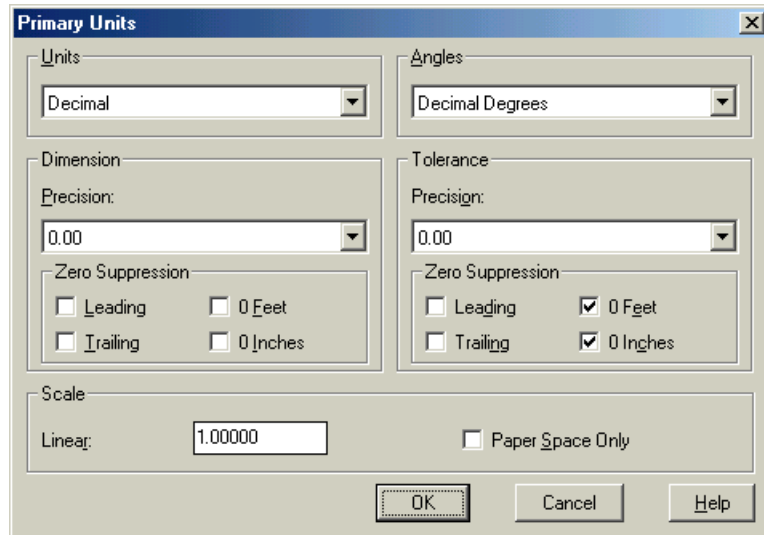 Primary Units
Units
Decimal
Angles
Decimal Degrees
Dimension
Precision:
0.00
Zero Suppression
Leading
0 Feet
Trailing
0 Inches
Tolerance
Precision:
0.00
Zero Suppression
Leading
0 Feet
Trailing
0 Inches
Scale
Linear:
1.00000
Paper Space Only
OK
Cancel
Help